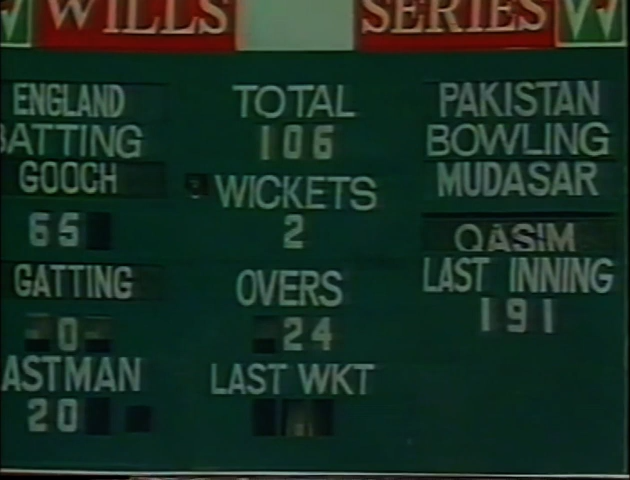 WILLS SERIES
ENGLAND TOTAL PAKISTAN
BATTING 106 BOWLING
GOOCH WICKETS MUDASAR
65 2 QASIM
GATTING OVERS LAST INNING
0 24 191
ASTMAN LAST WKT
20